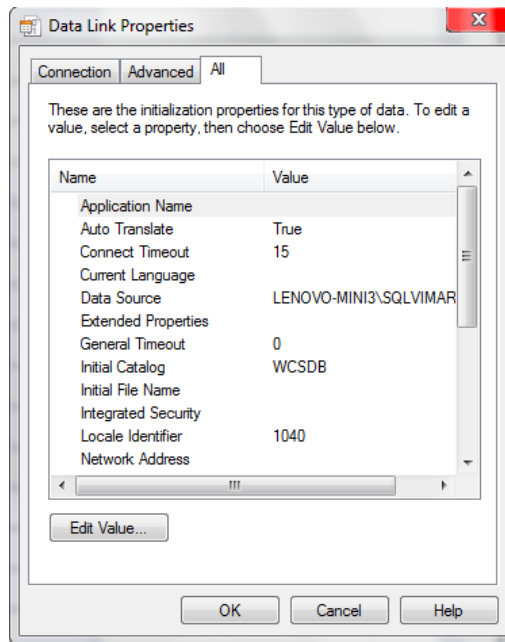 Data Link Properties
Connection Advanced All
These are the initialization properties for this type of data. To edit a
value, select a property, then choose Edit Value below.
Name Value
Application Name
Auto Translate True
Connect Timeout 15
Current Language
Data Source LENOVO-MINI3\SQLVIMAR
Extended Properties
General Timeout 0
Initial Catalog WCSDB
Initial File Name
Integrated Security
Locale Identifier 1040
Network Address
Edit Value...
OK Cancel Help